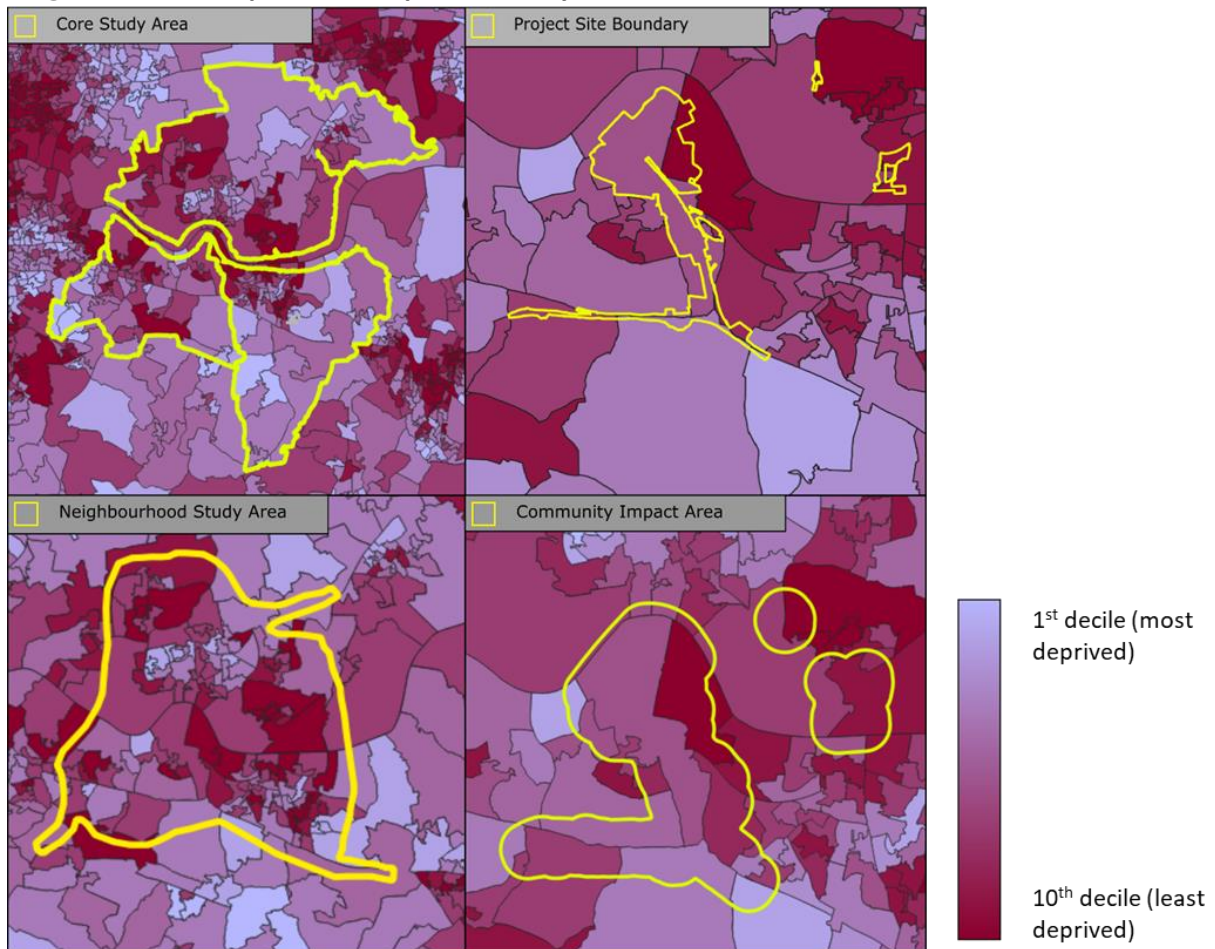 Core Study Area
Project Site Boundary
Neighbourhood Study Area
Community Impact Area
1st decile (most
deprived)
10th decile (least
deprived)